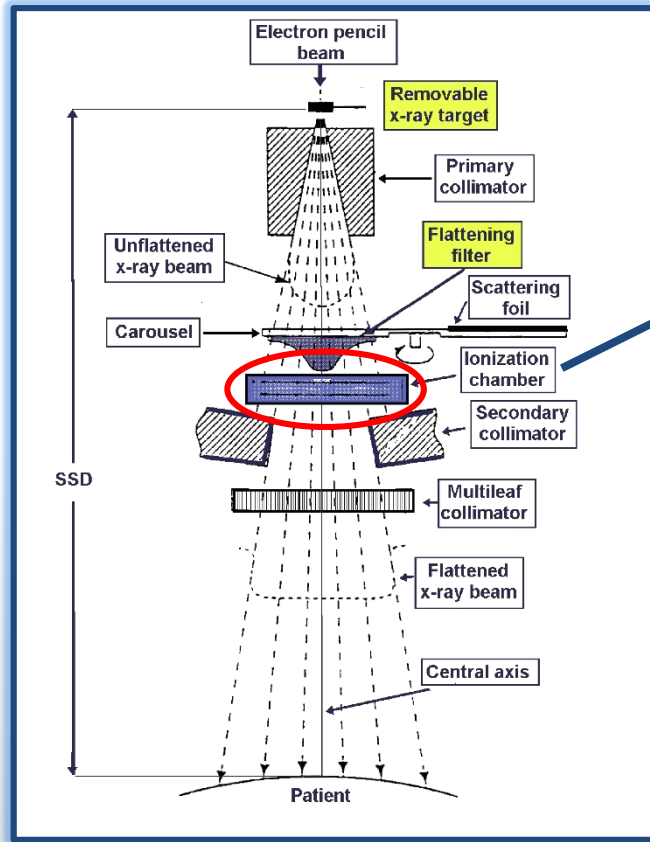 Electron pencil
beam
Removable
x-ray target
Primary
collimator
Unflattened
x-ray beam
Flattening
filter
Scattering
foil
Carousel
Ionization
chamber
Secondary
collimator
SSD
Multileaf
collimator
Flattened
x-ray beam
Central axis
Patient